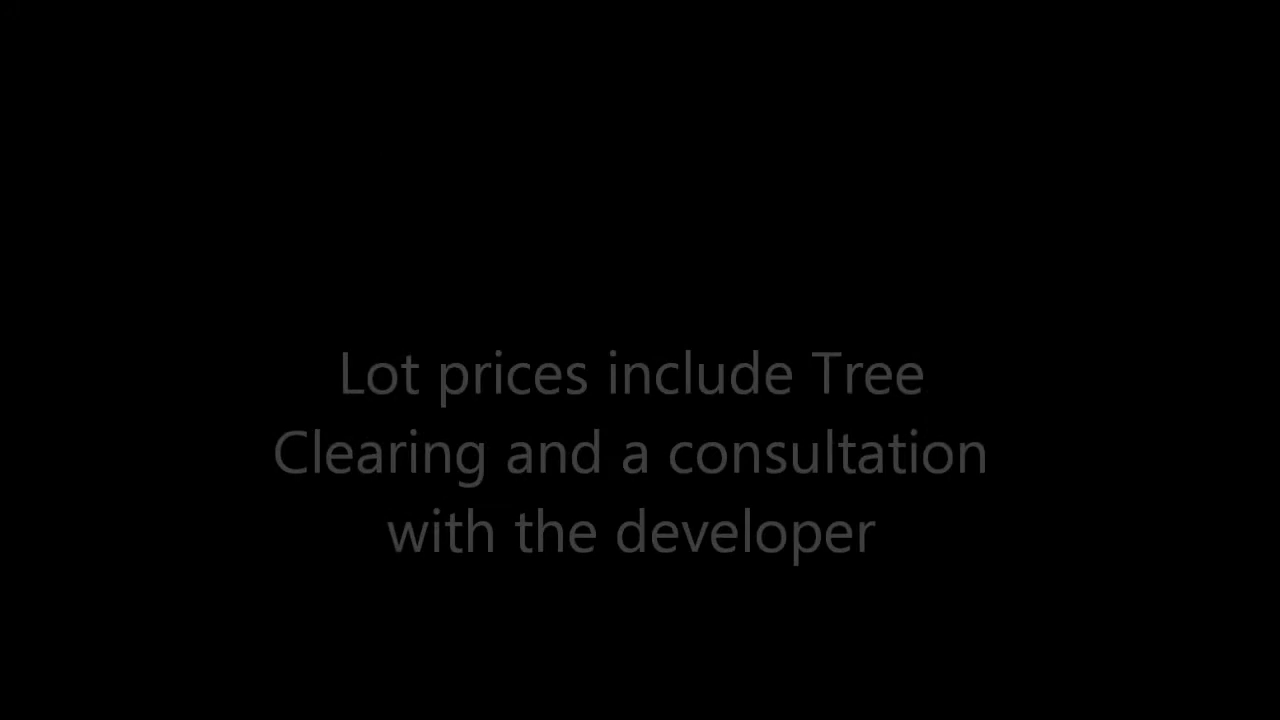 Lot prices include Tree
Clearing and a consultation
with the developer